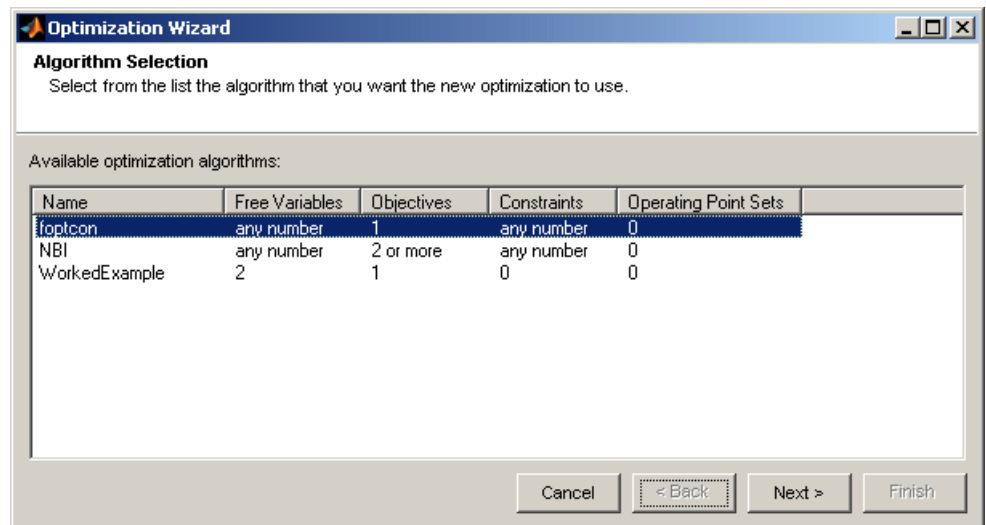 Optimization Wizard
Algorithm Selection
Select from the list the algorithm that you want the new optimization to use.
Available optimization algorithms:
Name Free Variables Objectives Constraints Operating Point Sets
foptcon any number 1 any number 0
NBI any number 2 or more any number 0
WorkedExample 2 1 0 0
Cancel < Back Next > Finish